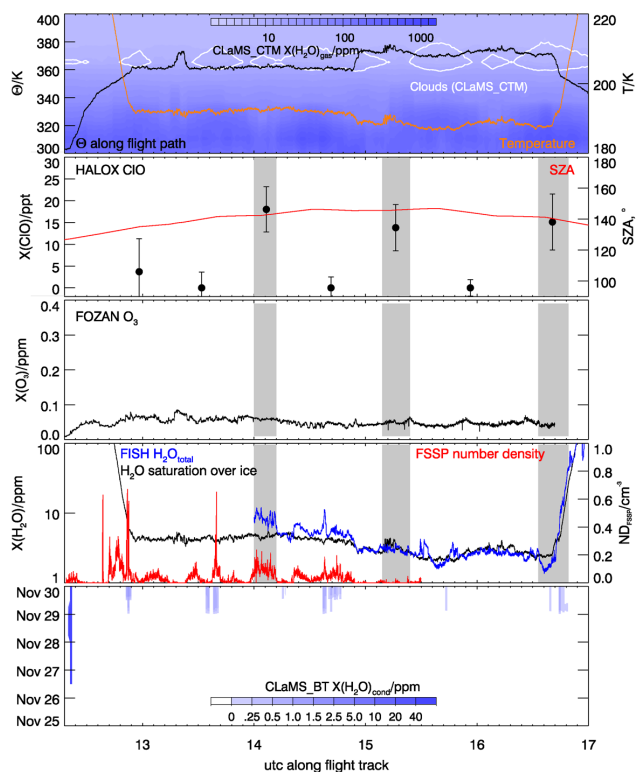 400
380
360
340
320
300
Θ/K
10 100 1000
CLaMS_CTM X(H₂O)gas/ppm
Clouds (CLaMS_CTM)
Θ along flight path
Temperature
220
200
180
T/K
HALOX ClO
SZA
30
25
20
15
10
5
0
X(ClO)/ppt
180
160
140
120
100
SZA, °
FOZAN O₃
0.4
0.3
0.2
0.1
0.0
X(O₃)/ppm
FISH H₂Ototal
H₂O saturation over ice
FSSP number density
100
10
1
X(H₂O)/ppm
1.0
0.8
0.6
0.4
0.2
0.0
NDFSSP/cm⁻³
Nov 30
Nov 29
Nov 28
Nov 27
Nov 26
Nov 25
CLaMS_BT X(H₂O)cond/ppm
0 .25 0.5 1.0 1.5 2.5 5.0 10 20 40
13 14 15 16 17
utc along flight track